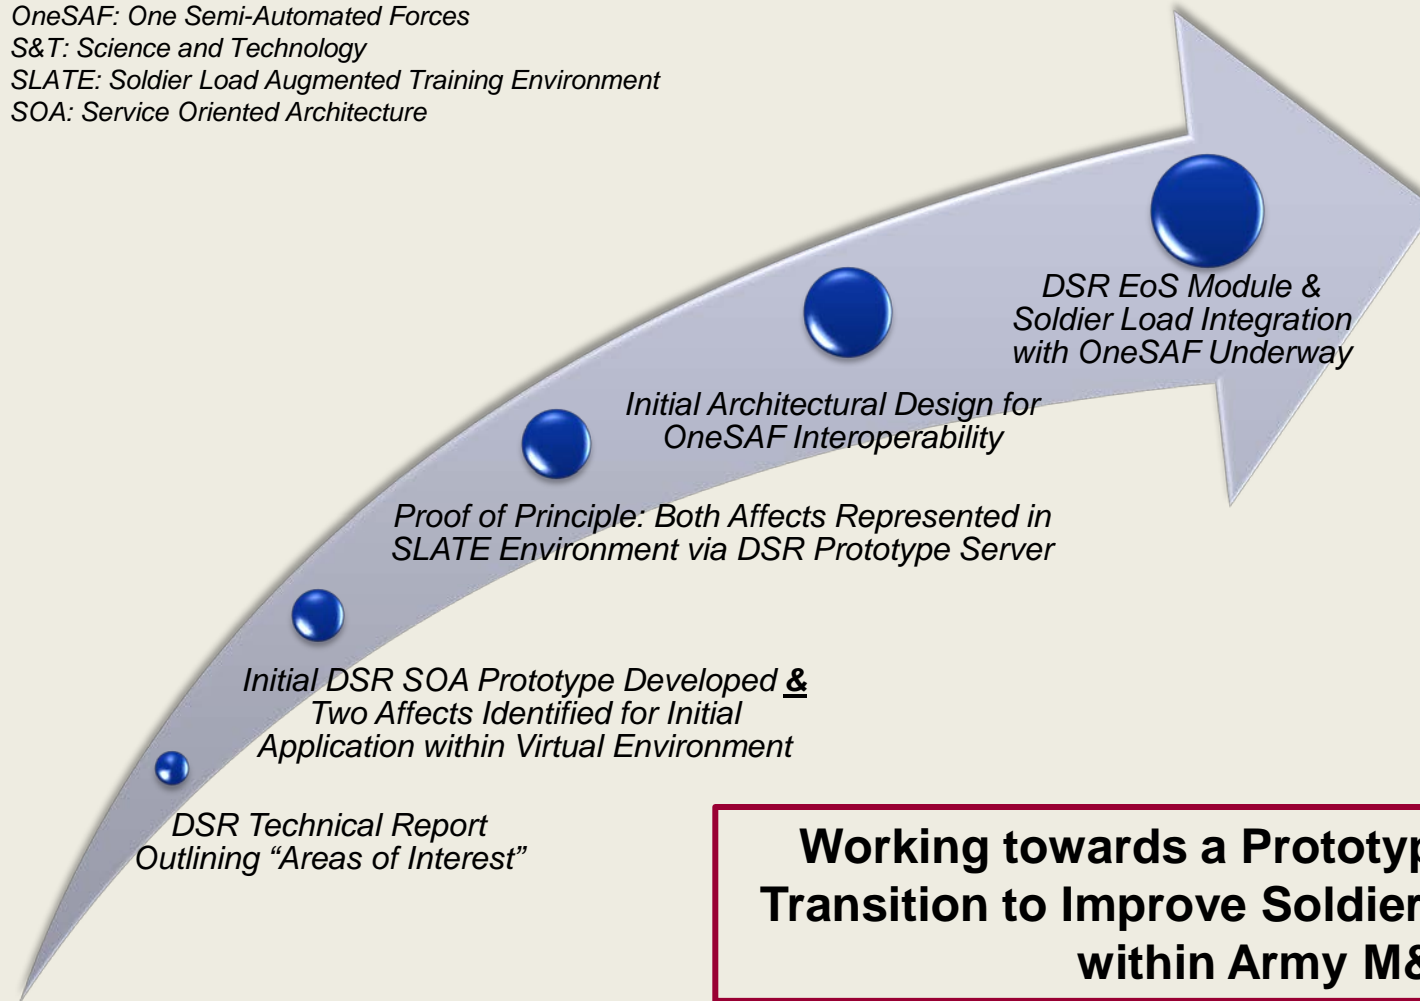 OneSAF: One Semi-Automated Forces
S&T: Science and Technology
SLATE: Soldier Load Augmented Training Environment
SOA: Service Oriented Architecture
DSR EoS Module &
Soldier Load Integration
with OneSAF Underway
Initial Architectural Design for
OneSAF Interoperability
Proof of Principle: Both Affects Represented in
SLATE Environment via DSR Prototype Server
Initial DSR SOA Prototype Developed &
Two Affects Identified for Initial
Application within Virtual Environment
DSR Technical Report
Outlining “Areas of Interest”
Working towards a
Transition to Improve Soldier
within Army